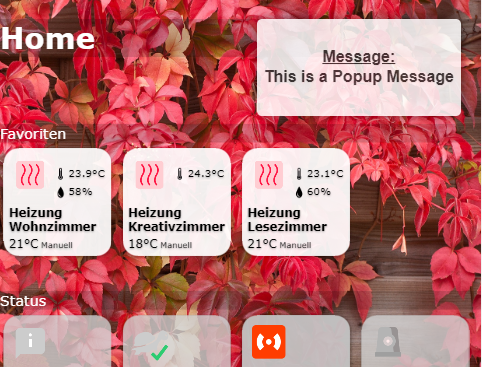 Home
Message:
This is a Popup Message
Favoriten
23.9°C
58%
Heizung
Wohnzimmer
21°C Manuell
24.3°C
Heizung
Kreativzimmer
18°C Manuell
23.1°C
60%
Heizung
Lesezimmer
21°C Manuell
Status